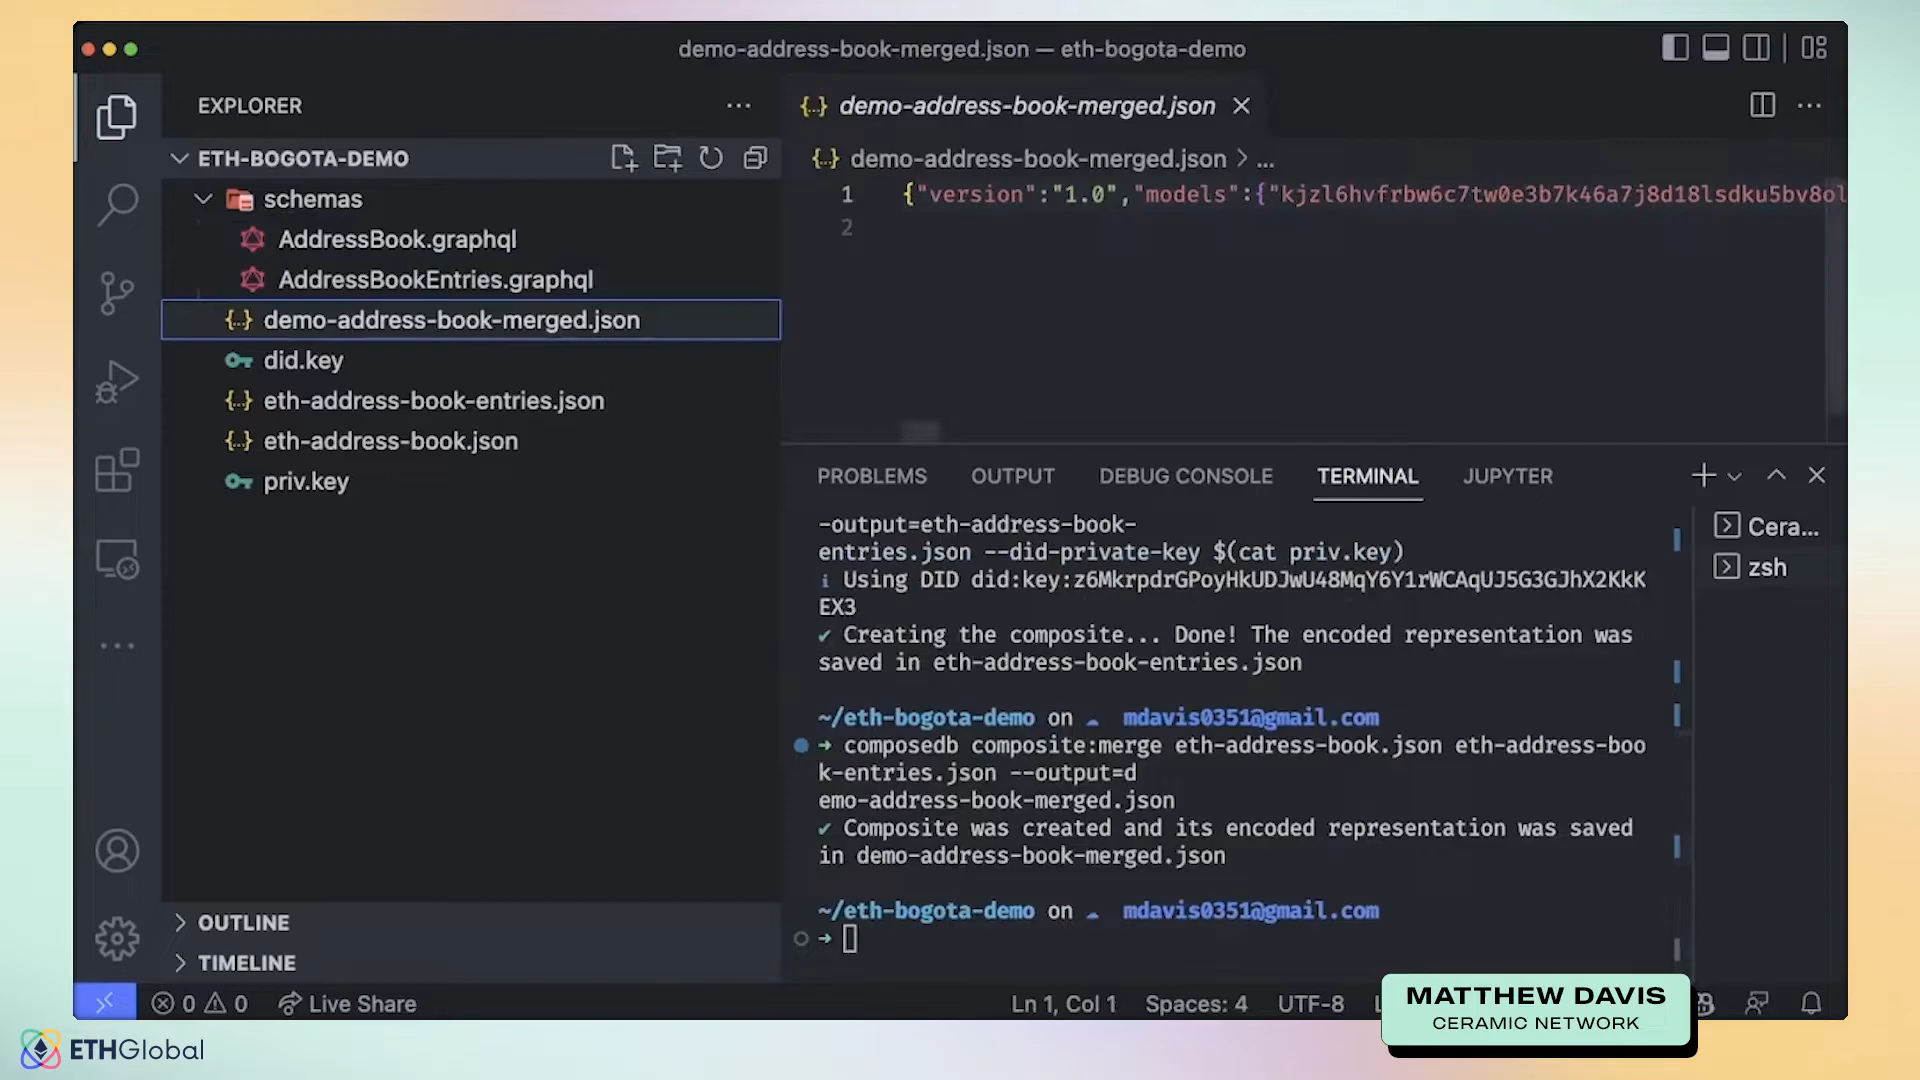 demo-address-book-merged.json — eth-bogota-demo
EXPLORER
ETH-BOGOTA-DEMO
schemas
AddressBook.graphql
AddressBookEntries.graphql
{..} demo-address-book-merged.json
did.key
{..} eth-address-book-entries.json
{..} eth-address-book.json
priv.key
OUTLINE
TIMELINE
{..} demo-address-book-merged.json
{..} demo-address-book-merged.json > ...
1 {"version":"1.0","models":{"kjzl6hvfrbw6c7tw0e3b7k46a7j8d18lsdku5bv8ol
2
PROBLEMS OUTPUT DEBUG CONSOLE TERMINAL JUPYTER
-output=eth-address-book-
entries.json --did-private-key $(cat priv.key)
i Using DID did:key:z6MkrpdrGPoyHkUDJwU48MqY6Y1rWCAqUJ5G3GJhX2KkK
EX3
✔ Creating the composite... Done! The encoded representation was
saved in eth-address-book-entries.json
~/eth-bogota-demo on mdavis0351@gmail.com
➜ composedb composite:merge eth-address-book.json eth-address-boo
k-entries.json --output=d
emo-address-book-merged.json
✔ Composite was created and its encoded representation was saved
in demo-address-book-merged.json
~/eth-bogota-demo on mdavis0351@gmail.com
➜
Cera...
zsh
0 0 Live Share
Ln 1, Col 1 Spaces: 4 UTF-8
MATTHEW DAVIS
CERAMIC NETWORK
ETHGlobal